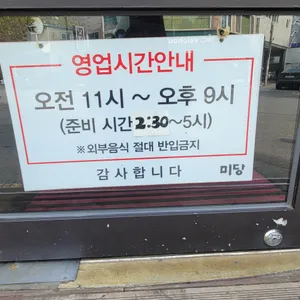 영업시간안내
오전 11시 ~ 오후 9시
(준비 시간 2:30~5시)
※외부음식 절대 반입금지
감사합니다 미당